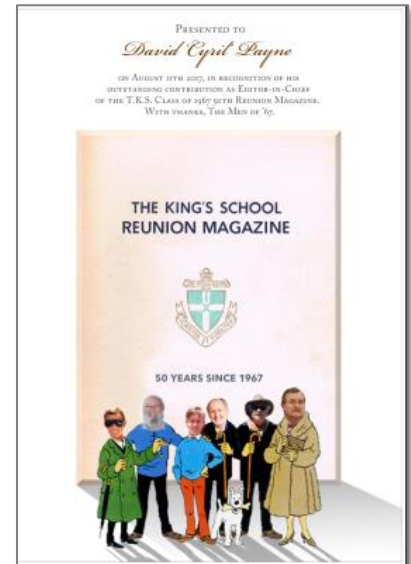 PRESENTED TO
David Cyril Payne
ON AUGUST 11TH 2017, IN RECOGNITION OF HIS
OUTSTANDING CONTRIBUTION AS EDITOR-IN-CHIEF
OF THE T.K.S. CLASS OF 1967 50TH REUNION MAGAZINE.
WITH THANKS, THE MEN OF '67.
THE KING'S SCHOOL
REUNION MAGAZINE
50 YEARS SINCE 1967